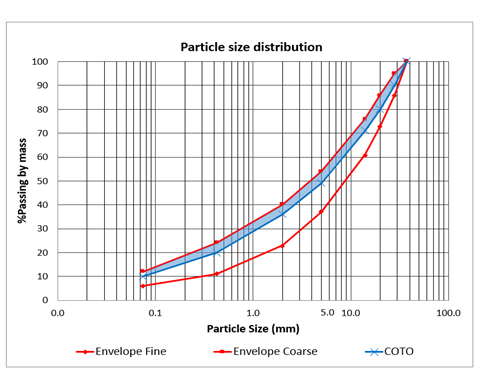 Particle size distribution
%Passing by mass
100
90
80
70
60
50
40
30
20
10
0
0.0 0.1 1.0 5.0 10.0 100.0
Particle Size (mm)
Envelope Fine Envelope Coarse COTO